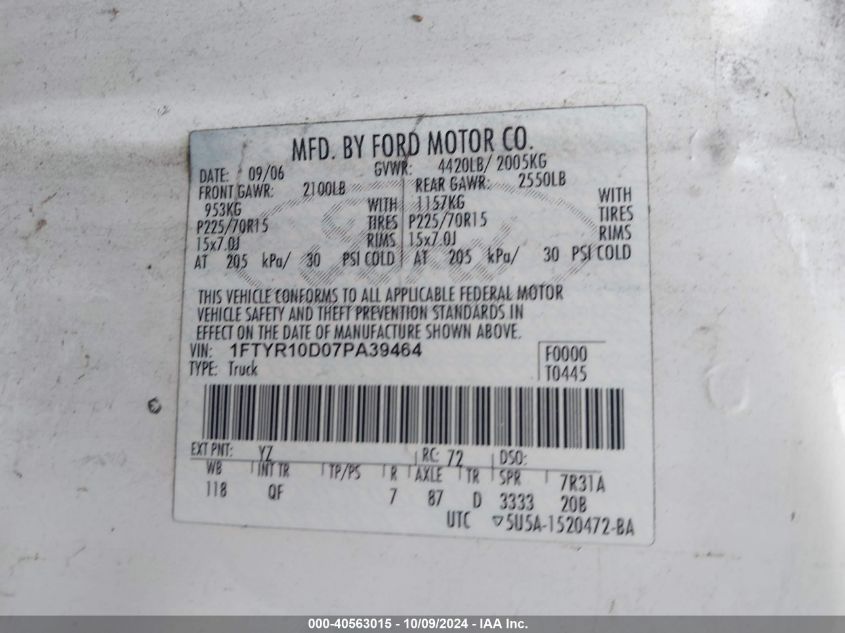 MFD. BY FORD MOTOR CO.
DATE: 09/06 GVWR: 4420LB/ 2005KG
FRONT GAWR: 2100LB REAR GAWR: 2550LB
953KG WITH 1157KG WITH
P225/70R15 TIRES P225/70R15 TIRES
15x7.0J RIMS 15x7.0J RIMS
AT 205 kPa/ 30 PSI COLD AT 205 kPa/ 30 PSI COLD
THIS VEHICLE CONFORMS TO ALL APPLICABLE FEDERAL MOTOR
VEHICLE SAFETY AND THEFT PREVENTION STANDARDS IN
EFFECT ON THE DATE OF MANUFACTURE SHOWN ABOVE.
VIN: 1FTYR10D07PA39464 F0000
TYPE: Truck T0445
EXT PNT: YZ RC: 72 DSO:
WB INT TR TP/PS R AXLE TR SPR 7R31A
118 QF 7 87 D 3333 20B
UTC ▽5U5A-1520472-BA
000-40563015 - 10/09/2024 - IAA Inc.